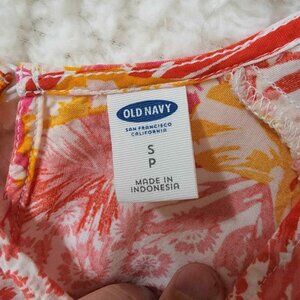 OLD NAVY
SAN FRANCISCO
CALIFORNIA
S
P
MADE IN
INDONESIA